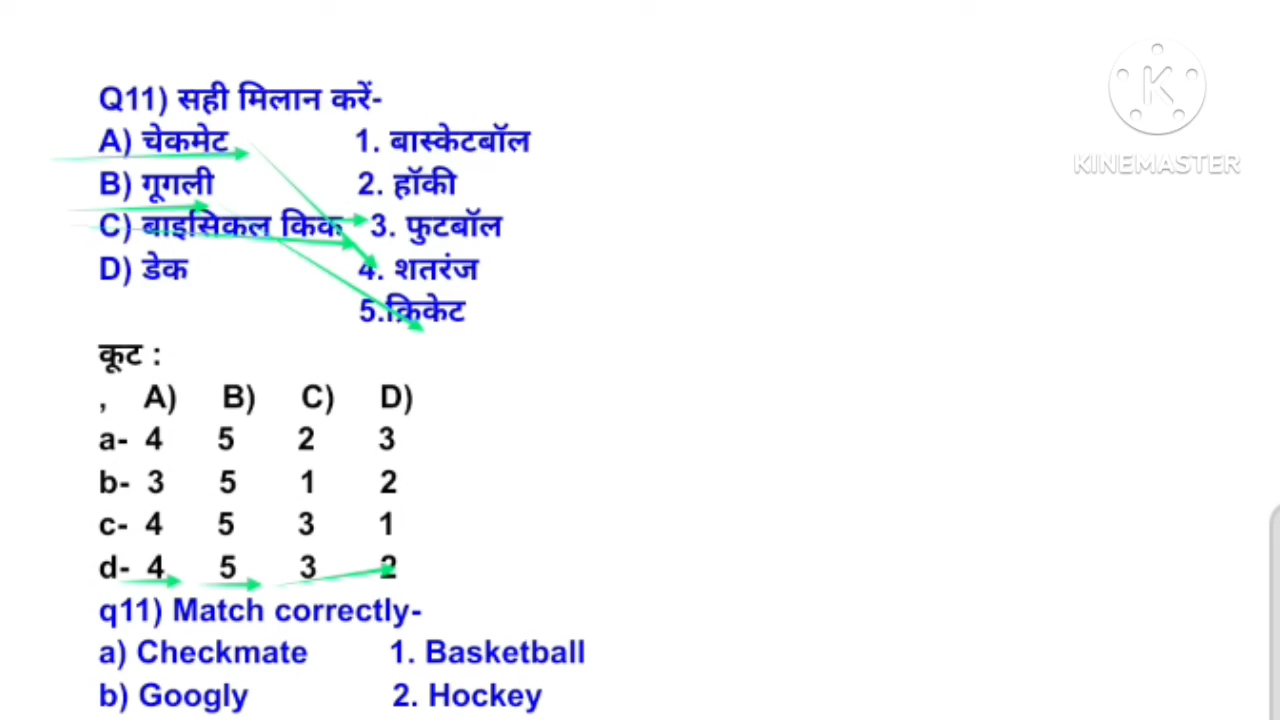 KINEMASTER
Q11) सही मिलान करें-
A) चेकमेट 1. बास्केटबॉल
B) गूगली 2. हॉकी
C) बाइसिकल किक 3. फुटबॉल
D) डेक 4. शतरंज
5.क्रिकेट
कूट :
, A) B) C) D)
a- 4 5 2 3
b- 3 5 1 2
c- 4 5 3 1
d- 4 5 3 2
q11) Match correctly-
a) Checkmate 1. Basketball
b) Googly 2. Hockey